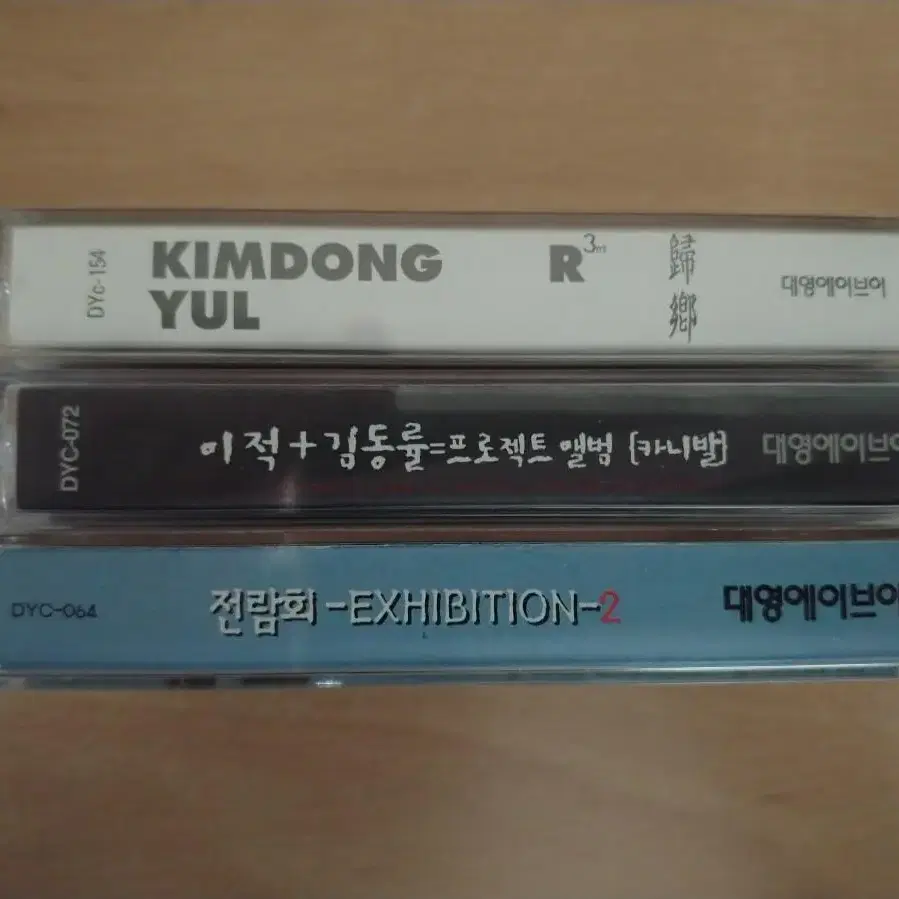 DYc-154
KIMDONG
YUL
R 3rd
歸鄉
대영에이브이
DYC-072
이적+김동률=프로젝트 앨범 [카니발]
대영에이브이
DYC-064
전람회 -EXHIBITION-2
대영에이브이